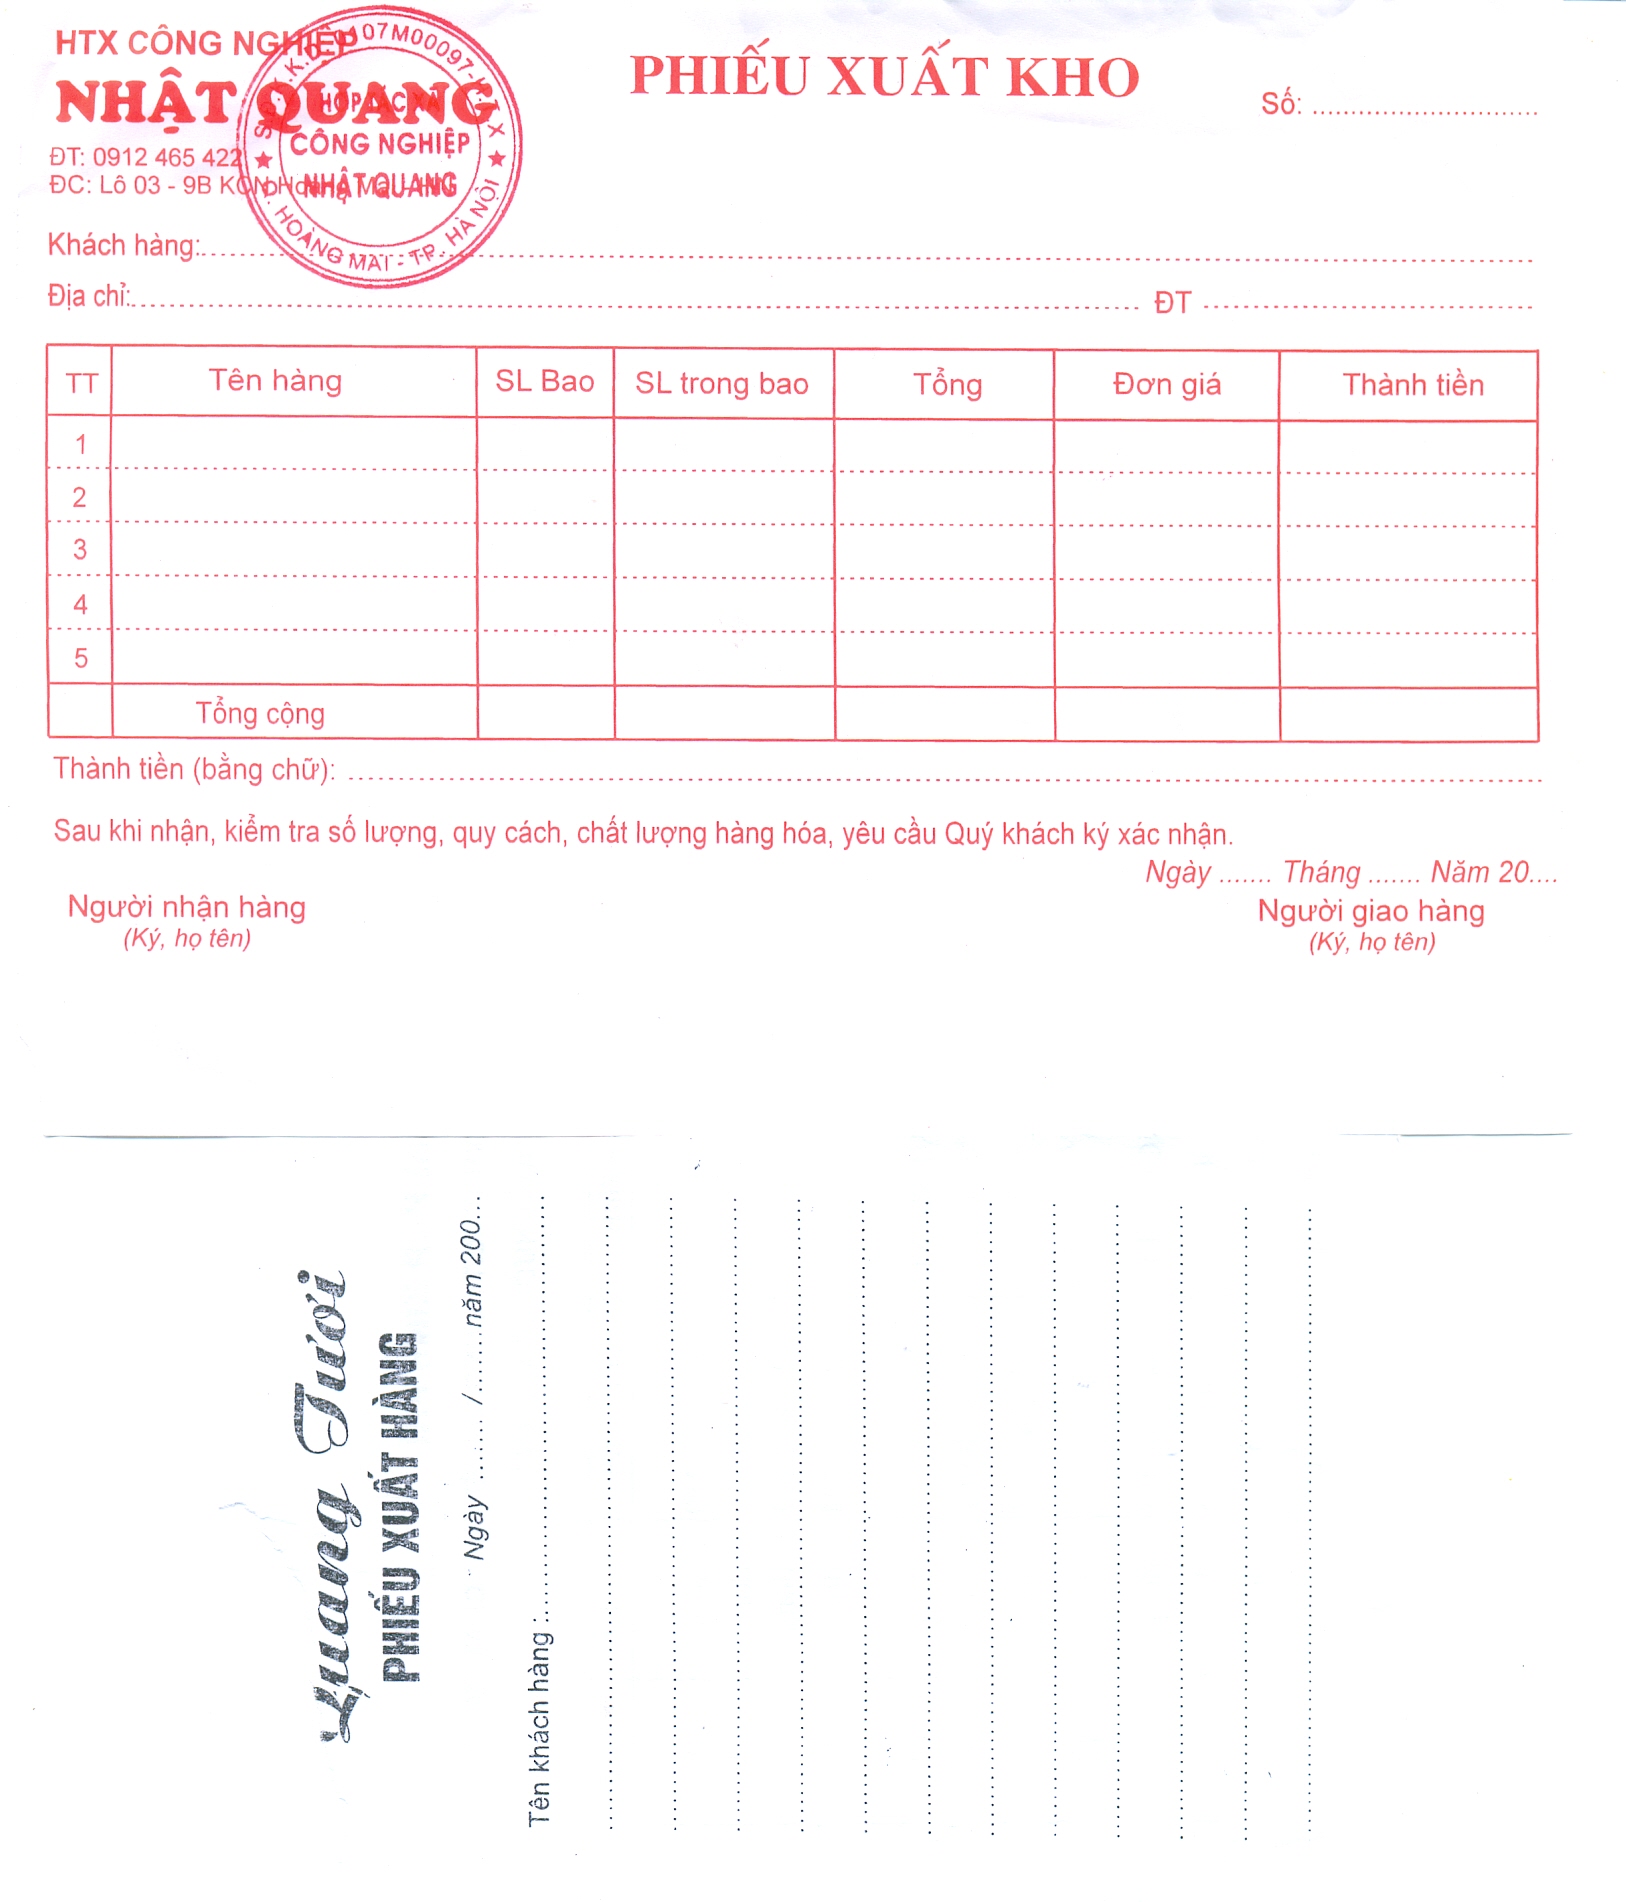 HTX CÔNG NGHIỆP
NHẬT QUANG
ĐT: 0912 465 422
ĐC: Lô 03 - 9B KCN Hoàng Mai - HN
0107M00097-H.T.X
HỢP TÁC XÃ
CÔNG NGHIỆP
NHẬT QUANG
HOÀNG MAI - TP. HÀ NỘI
PHIẾU XUẤT KHO
Số: ............................
Khách hàng:
Địa chỉ: ĐT
TT Tên hàng SL Bao SL trong bao Tổng Đơn giá Thành tiền
1
2
3
4
5
Tổng cộng
Thành tiền (bằng chữ):
Sau khi nhận, kiểm tra số lượng, quy cách, chất lượng hàng hóa, yêu cầu Quý khách ký xác nhận.
Ngày ....... Tháng ....... Năm 20....
Người nhận hàng Người giao hàng
(Ký, họ tên) (Ký, họ tên)
Quang Tươi
PHIẾU XUẤT HÀNG
Ngày ....... /.......năm 200...
Tên khách hàng :